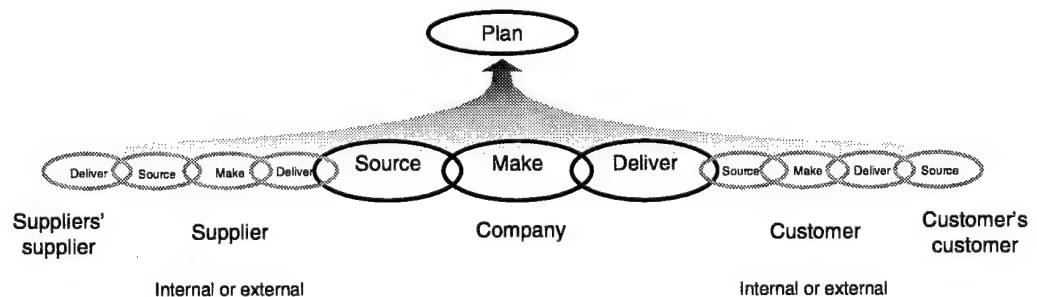 Plan
Deliver Source Make Deliver Source Make Deliver Source Make Deliver Source
Suppliers'
supplier
Supplier
Company
Customer
Customer's
customer
Internal or external
Internal or external